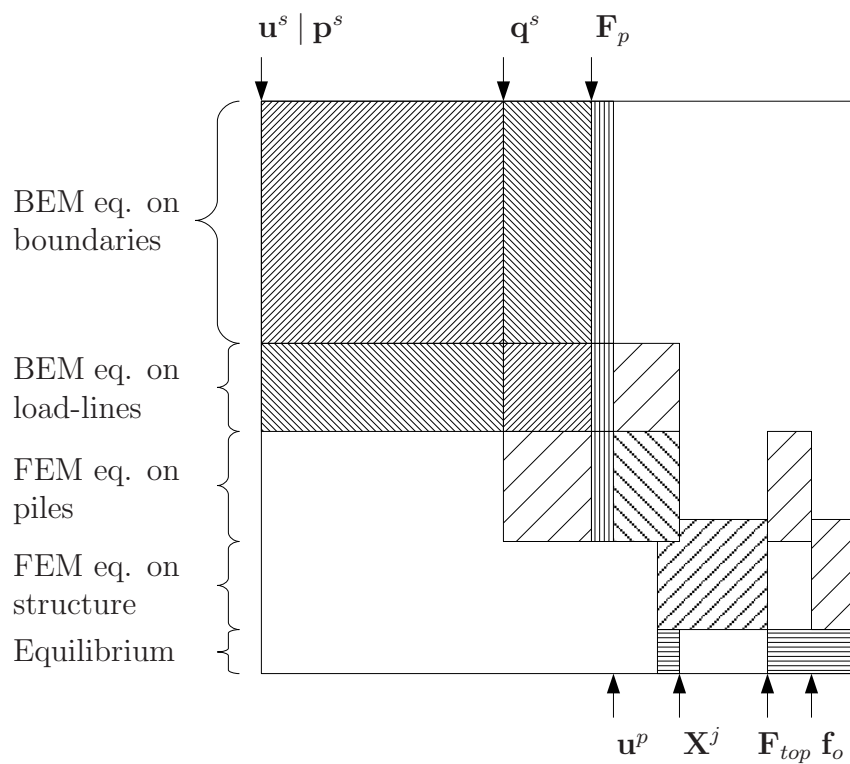 u^s | p^s q^s F_p
BEM eq. on
boundaries
BEM eq. on
load-lines
FEM eq. on
piles
FEM eq. on
structure
Equilibrium
u^p X^j F_top f_o